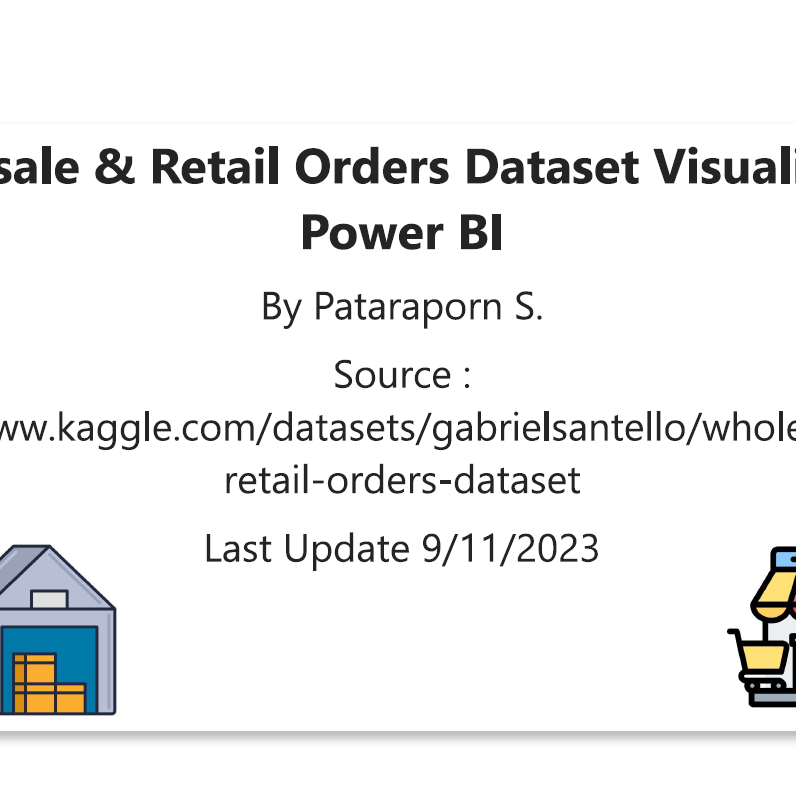 sale & Retail Orders Dataset Visuali
Power BI
By Pataraporn S.
Source :
ww.kaggle.com/datasets/gabrielsantello/whole
retail-orders-dataset
Last Update 9/11/2023